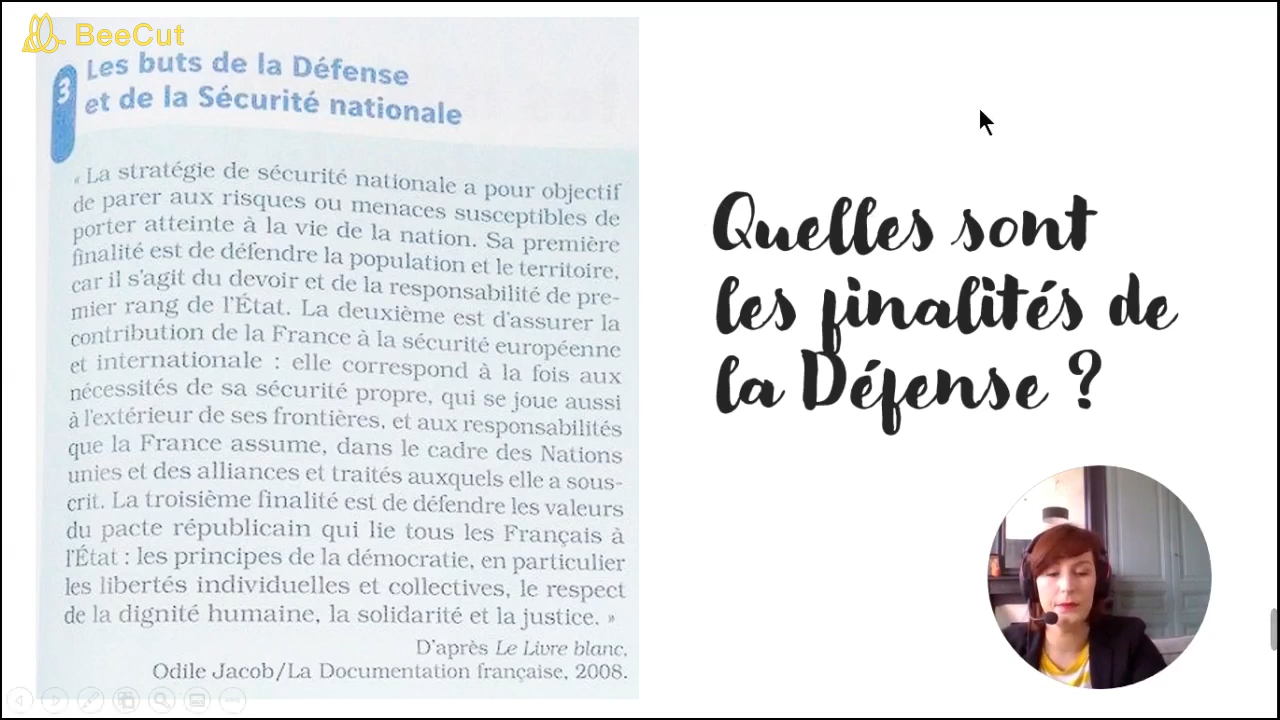 BeeCut
3
Les buts de la Défense
et de la Sécurité nationale
« La stratégie de sécurité nationale a pour objectif
de parer aux risques ou menaces susceptibles de
porter atteinte à la vie de la nation. Sa première
finalité est de défendre la population et le territoire,
car il s'agit du devoir et de la responsabilité de pre-
mier rang de l'État. La deuxième est d'assurer la
contribution de la France à la sécurité européenne
et internationale : elle correspond à la fois aux
nécessités de sa sécurité propre, qui se joue aussi
à l'extérieur de ses frontières, et aux responsabilités
que la France assume, dans le cadre des Nations
unies et des alliances et traités auxquels elle a sous-
crit. La troisième finalité est de défendre les valeurs
du pacte républicain qui lie tous les Français à
l'État : les principes de la démocratie, en particulier
les libertés individuelles et collectives, le respect
de la dignité humaine, la solidarité et la justice. »
D'après Le Livre blanc,
Odile Jacob/La Documentation française, 2008.
Quelles sont
les finalités de
la Défense ?